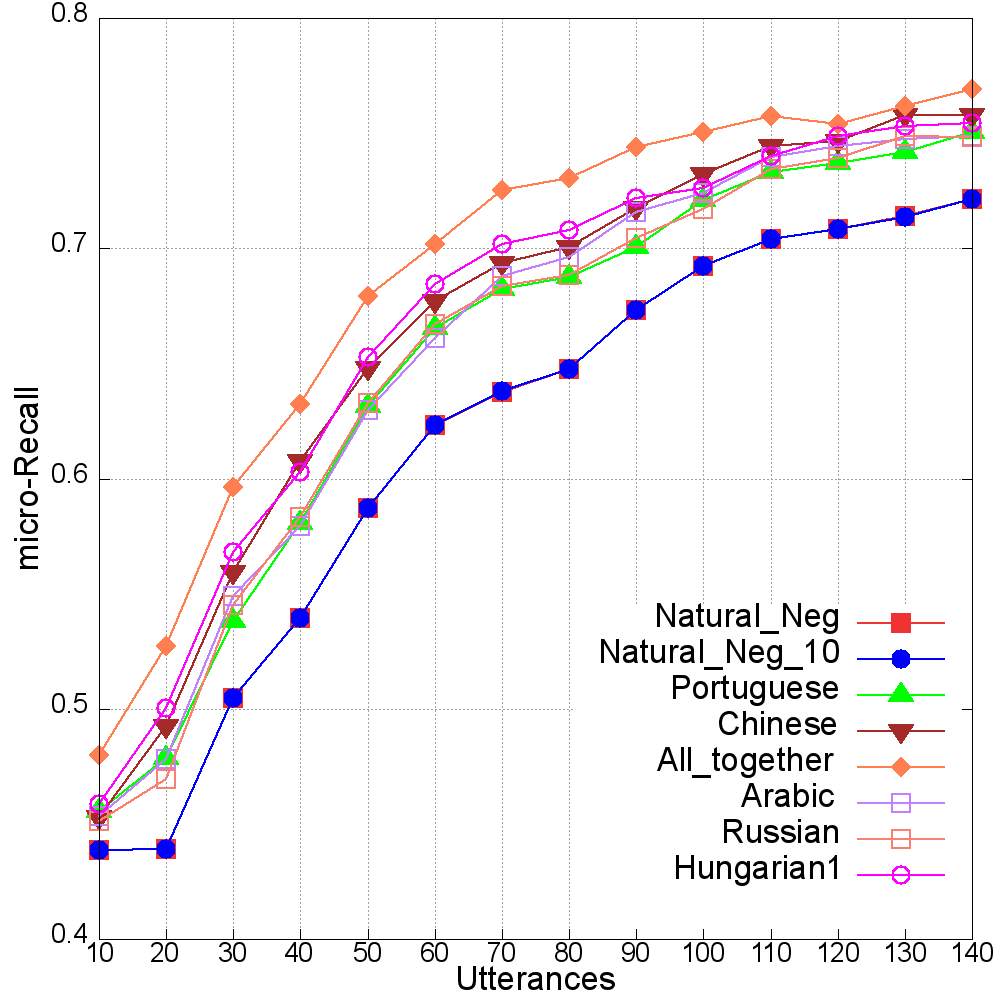 0.8
0.7
0.6
0.5
0.4
micro-Recall
Natural_Neg
Natural_Neg_10
Portuguese
Chinese
All_together
Arabic
Russian
Hungarian1
10 20 30 40 50 60 70 80 90 100 110 120 130 140
Utterances